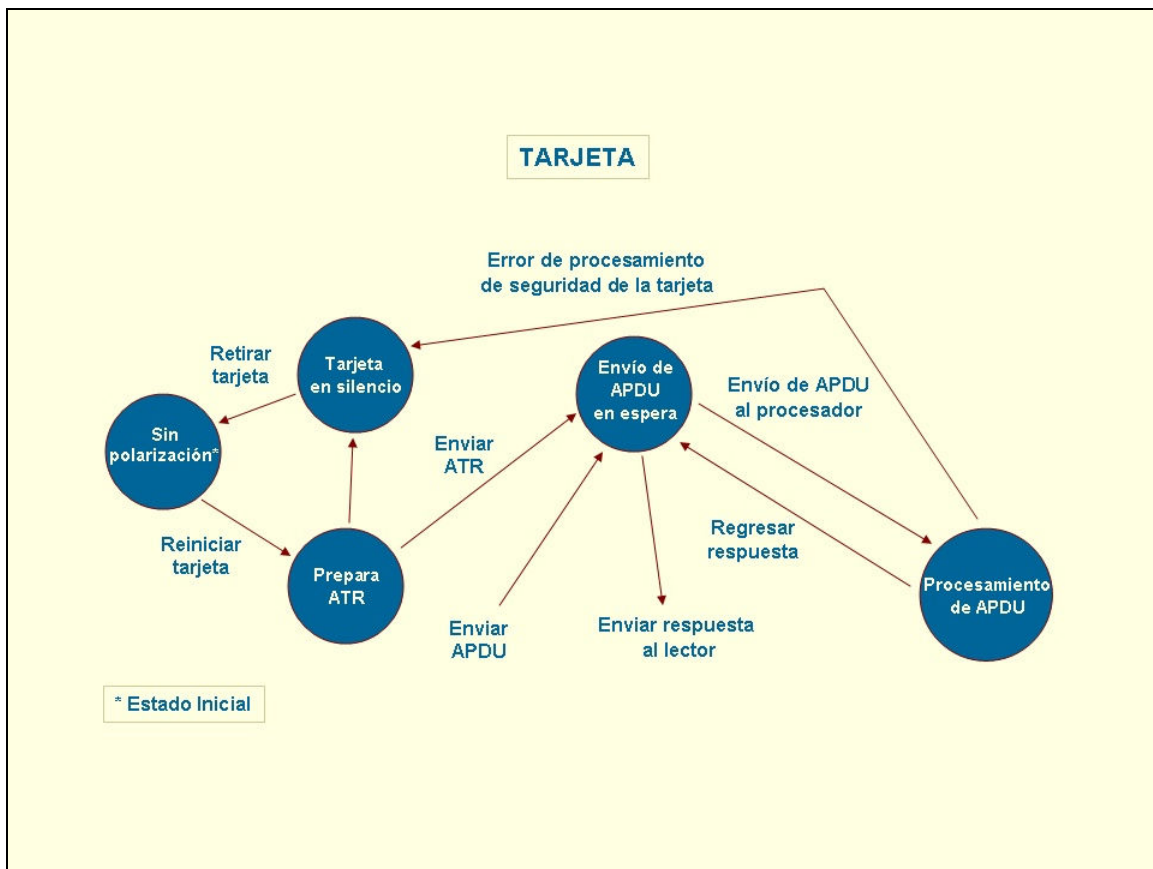 TARJETA
Error de procesamiento
de seguridad de la tarjeta
Retirar
tarjeta
Tarjeta
en silencio
Envío de
APDU
en espera
Envío de APDU
al procesador
Sin
polarización*
Enviar
ATR
Reiniciar
tarjeta
Regresar
respuesta
Prepara
ATR
Procesamiento
de APDU
Enviar
APDU
Enviar respuesta
al lector
* Estado Inicial